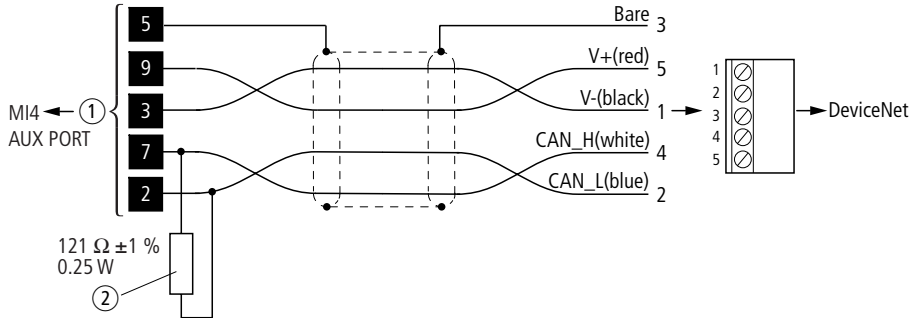 5
Bare 3
9
V+(red) 5
3
V-(black) 1
MI4 1
AUX PORT
7
CAN_H(white) 4
2
CAN_L(blue) 2
1
2
3
4
5
DeviceNet
121 Ω ±1 %
0.25 W
2